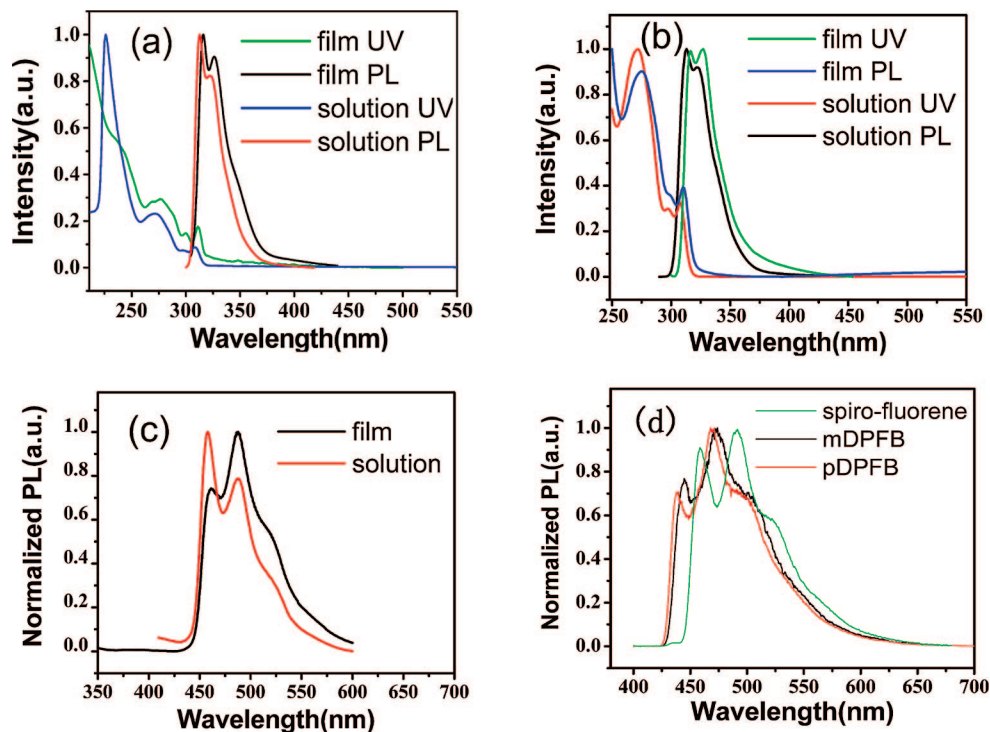 (a)
film UV
film PL
solution UV
solution PL
Intensity(a.u.)
1.0
0.8
0.6
0.4
0.2
0.0
250 300 350 400 450 500 550
Wavelength(nm)
(b)
film UV
film PL
solution UV
solution PL
Intensity(a.u.)
1.0
0.8
0.6
0.4
0.2
0.0
250 300 350 400 450 500 550
Wavelength(nm)
(c)
film
solution
Normalized PL(a.u.)
1.0
0.8
0.6
0.4
0.2
0.0
350 400 450 500 550 600 650 700
Wavelength(nm)
(d)
spiro-fluorene
mDPFB
pDPFB
Normalized PL(a.u.)
1.0
0.8
0.6
0.4
0.2
0.0
400 450 500 550 600 650 700
Wavelength(nm)